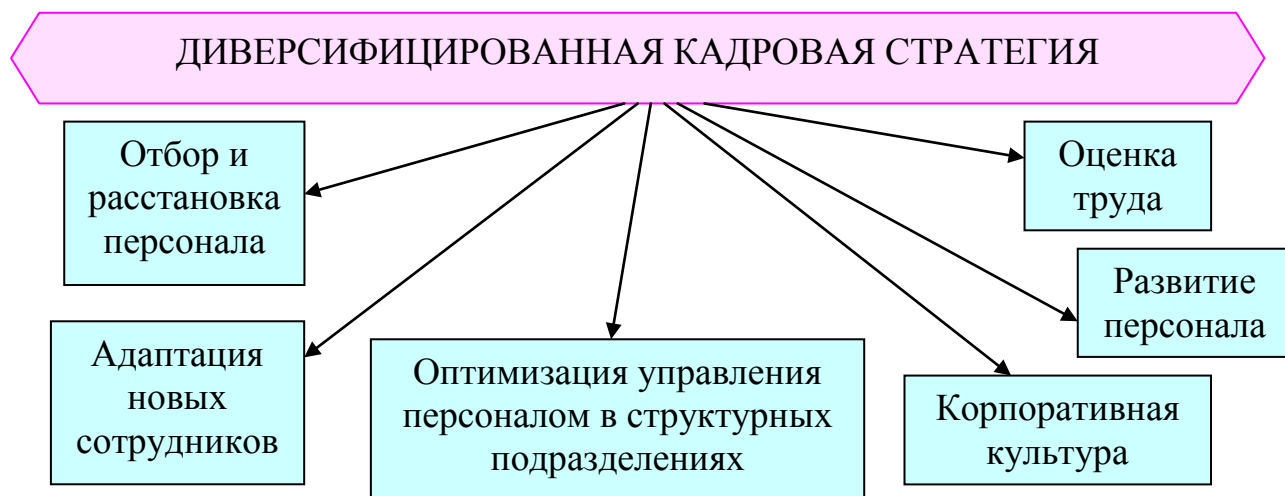 ДИВЕРСИФИЦИРОВАННАЯ КАДРОВАЯ СТРАТЕГИЯ
Отбор и
расстановка
персонала
Оценка
труда
Развитие
персонала
Адаптация
новых
сотрудников
Оптимизация управления
персоналом в структурных
подразделениях
Корпоративная
культура